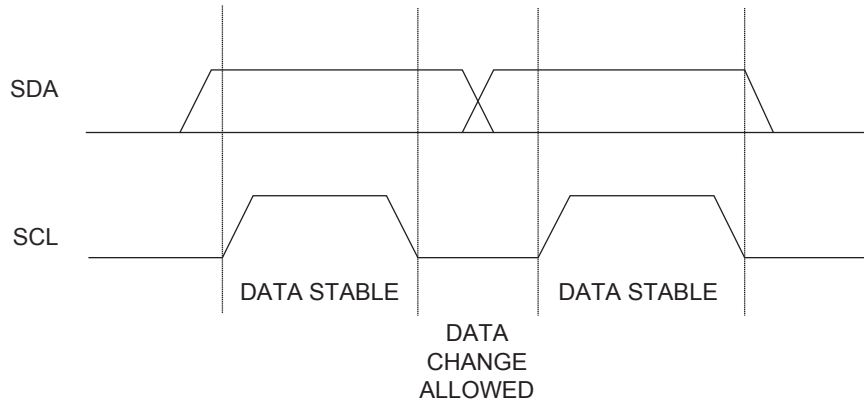 SDA
SCL
DATA STABLE
DATA STABLE
DATA
CHANGE
ALLOWED